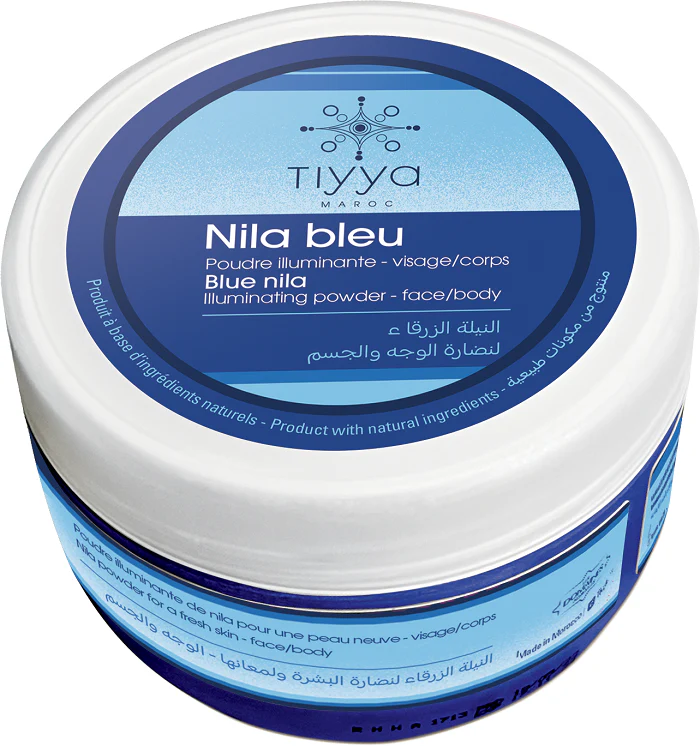 TIYYA
MAROC
Nila bleu
Poudre illuminante - visage/corps
Blue nila
Illuminating powder - face/body
النيلة الزرقاء
لنضارة الوجه والجسم
Produit à base d'ingrédients naturels - Product with natural ingredients - منتوج من مكونات طبيعية
Poudre illuminante de nila pour une peau neuve - visage/corps
Nila powder for a fresh skin - face/body
النيلة الزرقاء لنضارة البشرة ولمعانها - الوجه والجسم
Made in Morocco